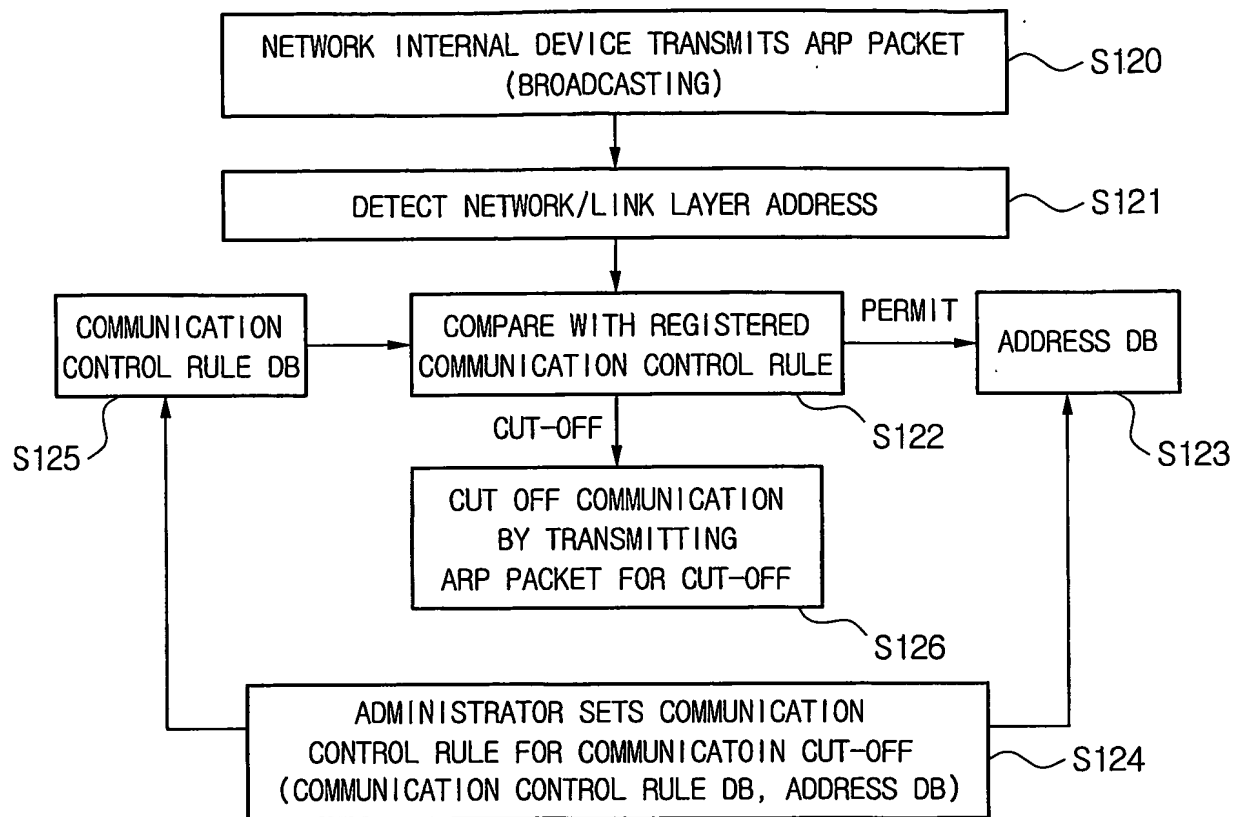 NETWORK INTERNAL DEVICE TRANSMITS ARP PACKET
(BROADCASTING)
S120
DETECT NETWORK/LINK LAYER ADDRESS
S121
COMMUNICATION
CONTROL RULE DB
S125
COMPARE WITH REGISTERED
COMMUNICATION CONTROL RULE
S122
PERMIT
ADDRESS DB
S123
CUT-OFF
CUT OFF COMMUNICATION
BY TRANSMITTING
ARP PACKET FOR CUT-OFF
S126
ADMINISTRATOR SETS COMMUNICATION
CONTROL RULE FOR COMMUNICATOIN CUT-OFF
(COMMUNICATION CONTROL RULE DB, ADDRESS DB)
S124